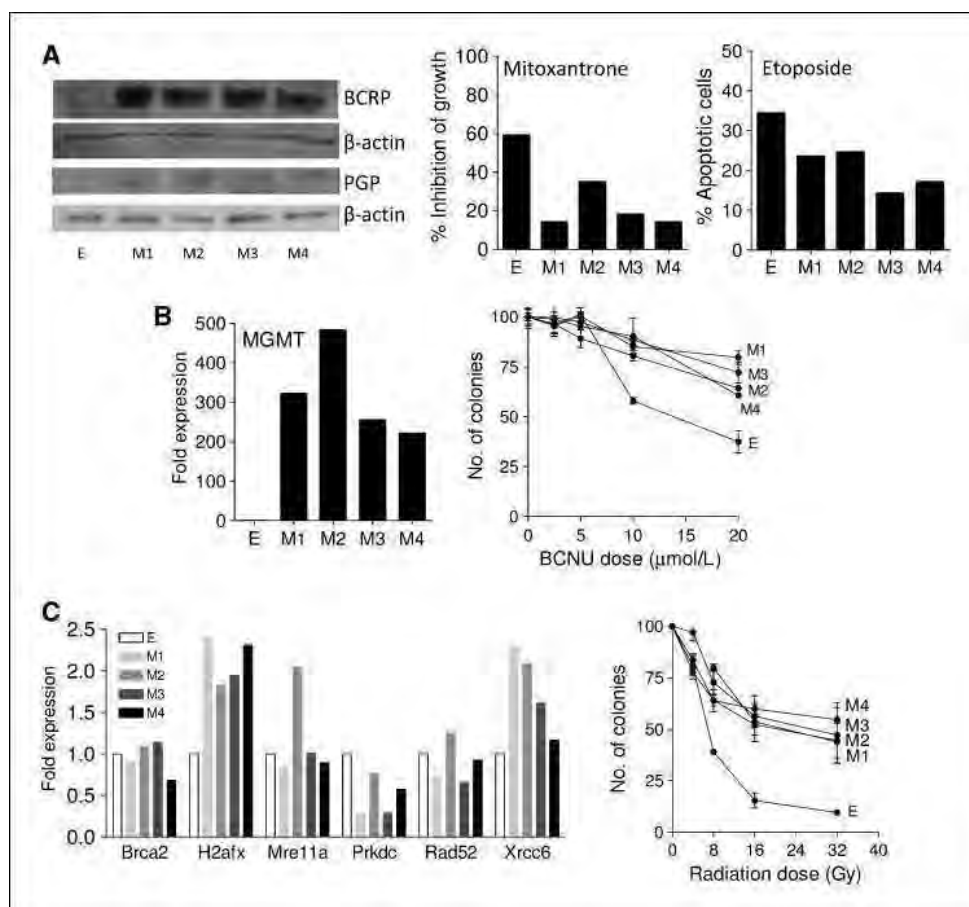 A
BCRP
β-actin
PGP
β-actin
E M1 M2 M3 M4
% Inhibition of growth
100
80
60
40
20
0
Mitoxantrone
E M1 M2 M3 M4
% Apoptotic cells
50
40
30
20
10
0
Etoposide
E M1 M2 M3 M4
B
Fold expression
500
400
300
200
100
0
MGMT
E M1 M2 M3 M4
No. of colonies
100
75
50
25
0
M1
M3
M2
M4
E
0 5 10 15 20
BCNU dose (μmol/L)
C
Fold expression
2.5
2.0
1.5
1.0
0.5
0.0
E
M1
M2
M3
M4
Brca2 H2afx Mre11a Prkdc Rad52 Xrcc6
No. of colonies
100
75
50
25
0
M4
M3
M2
M1
E
0 8 16 24 32 40
Radiation dose (Gy)